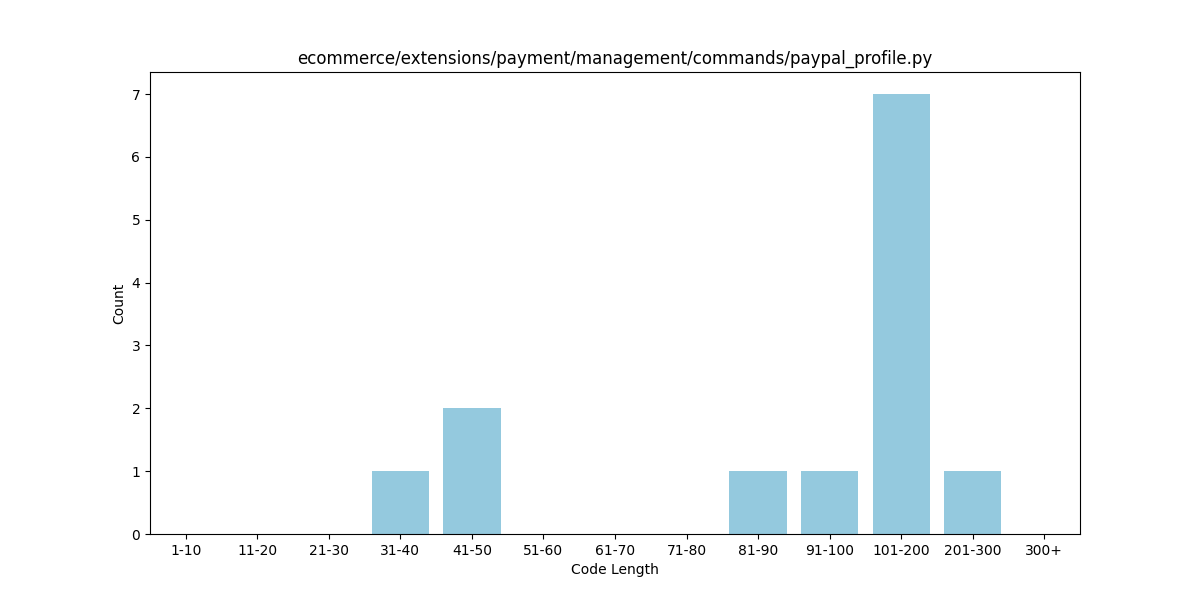 ecommerce/extensions/payment/management/commands/paypal_profile.py
Count
7
6
5
4
3
2
1
0
1-10 11-20 21-30 31-40 41-50 51-60 61-70 71-80 81-90 91-100 101-200 201-300 300+
Code Length